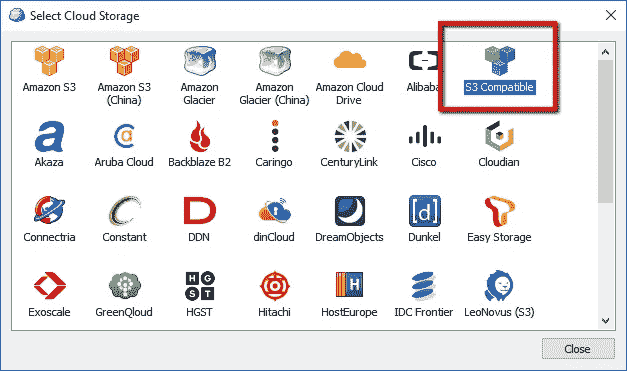 Select Cloud Storage
Amazon S3
Amazon S3
(China)
Amazon
Glacier
Amazon
Glacier (China)
Amazon Cloud
Drive
Alibaba
S3 Compatible
Akaza
Aruba Cloud
Backblaze B2
Caringo
CenturyLink
Cisco
Cloudian
Connectria
Constant
DDN
dinCloud
DreamObjects
Dunkel
Easy Storage
Exoscale
GreenQloud
HGST
Hitachi
HostEurope
IDC Frontier
LeoNovus (S3)
a
a
D
[d]
HG
ST
H
Close